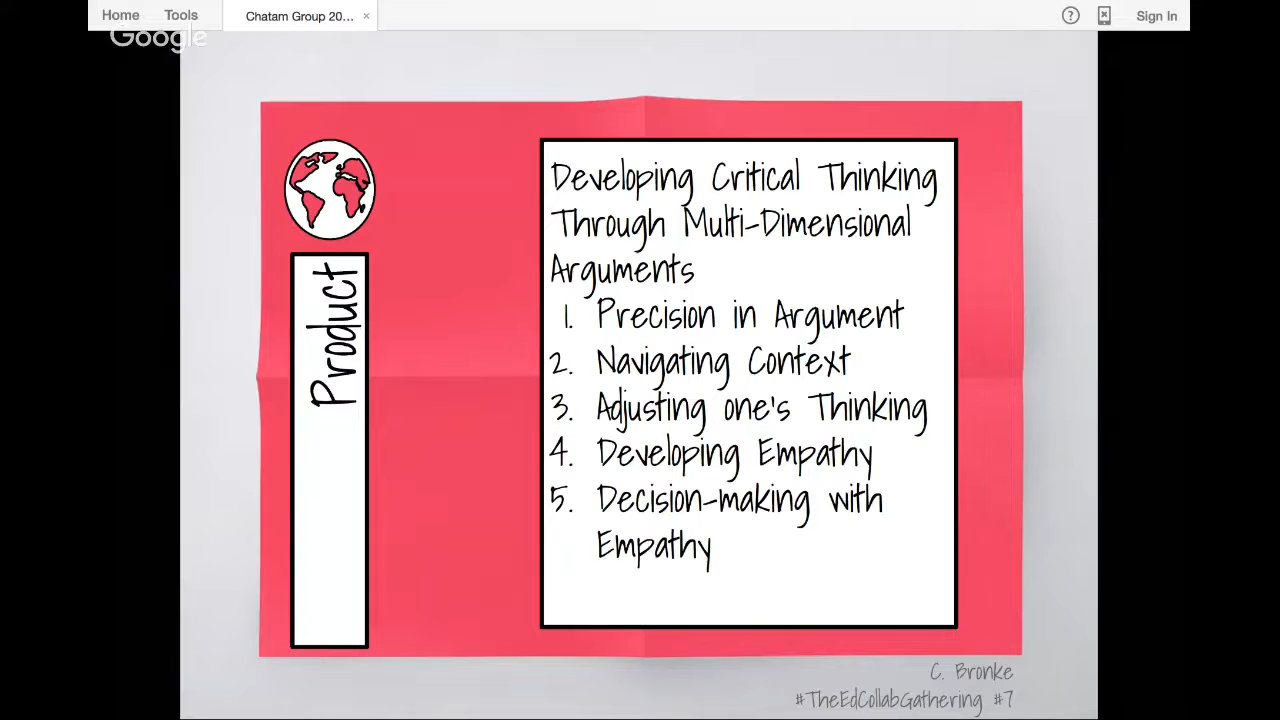 Home Tools Chatam Group 20... × Sign In
Google
Developing Critical Thinking
Through Multi-Dimensional
Arguments
1. Precision in Argument
2. Navigating Context
3. Adjusting one's Thinking
4. Developing Empathy
5. Decision-making with
Empathy
Product
C. Bronke
#TheEdCollabGathering #7